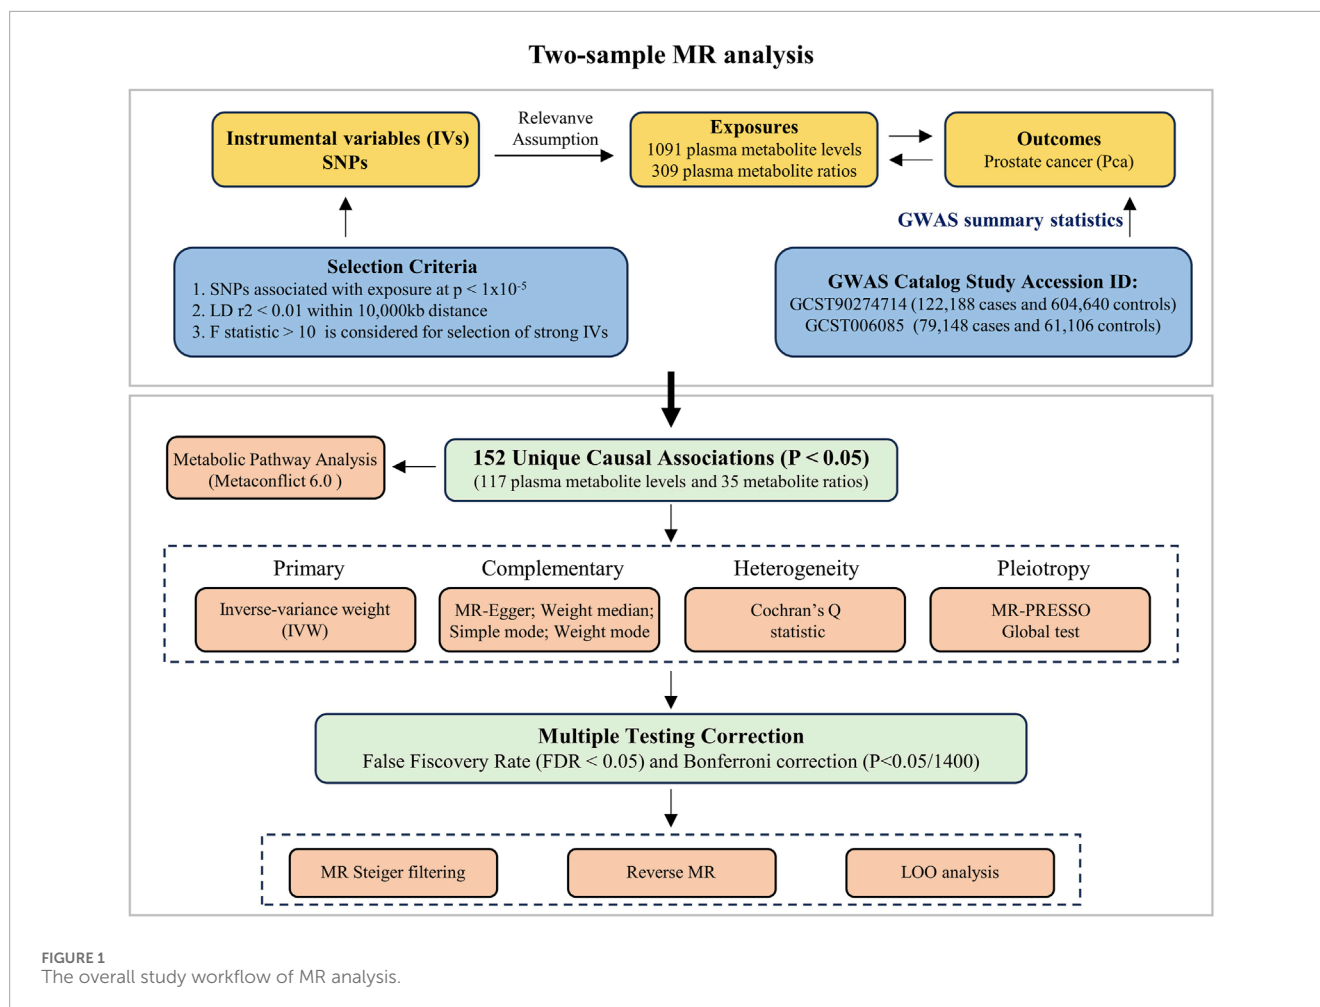 Two-sample MR analysis
Instrumental variables (IVs)
SNPs
Relevanve
Assumption
Exposures
1091 plasma metabolite levels
309 plasma metabolite ratios
Outcomes
Prostate cancer (Pca)
GWAS summary statistics
Selection Criteria
1. SNPs associated with exposure at p < 1x10⁻⁵
2. LD r2 < 0.01 within 10,000kb distance
3. F statistic > 10 is considered for selection of strong IVs
GWAS Catalog Study Accession ID:
GCST90274714 (122,188 cases and 604,640 controls)
GCST006085 (79,148 cases and 61,106 controls)
Metabolic Pathway Analysis
(Metaconflict 6.0 )
152 Unique Causal Associations (P < 0.05)
(117 plasma metabolite levels and 35 metabolite ratios)
Primary
Inverse-variance weight
(IVW)
Complementary
MR-Egger; Weight median;
Simple mode; Weight mode
Heterogeneity
Cochran's Q
statistic
Pleiotropy
MR-PRESSO
Global test
Multiple Testing Correction
False Fiscovery Rate (FDR < 0.05) and Bonferroni correction (P<0.05/1400)
MR Steiger filtering
Reverse MR
LOO analysis
FIGURE 1
The overall study workflow of MR analysis.